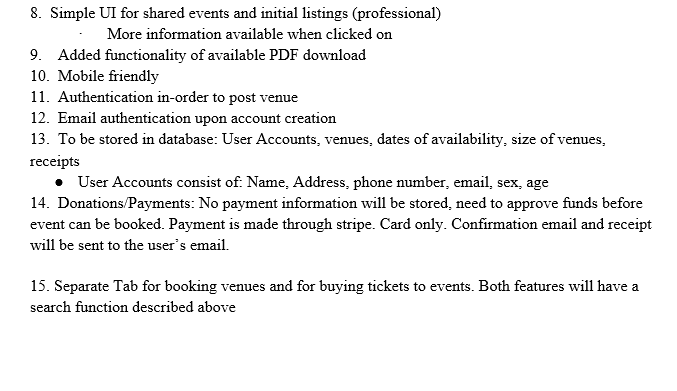 8. Simple UI for shared events and initial listings (professional)
· More information available when clicked on
9. Added functionality of available PDF download
10. Mobile friendly
11. Authentication in-order to post venue
12. Email authentication upon account creation
13. To be stored in database: User Accounts, venues, dates of availability, size of venues,
receipts
● User Accounts consist of: Name, Address, phone number, email, sex, age
14. Donations/Payments: No payment information will be stored, need to approve funds before
event can be booked. Payment is made through stripe. Card only. Confirmation email and receipt
will be sent to the user's email.
15. Separate Tab for booking venues and for buying tickets to events. Both features will have a
search function described above